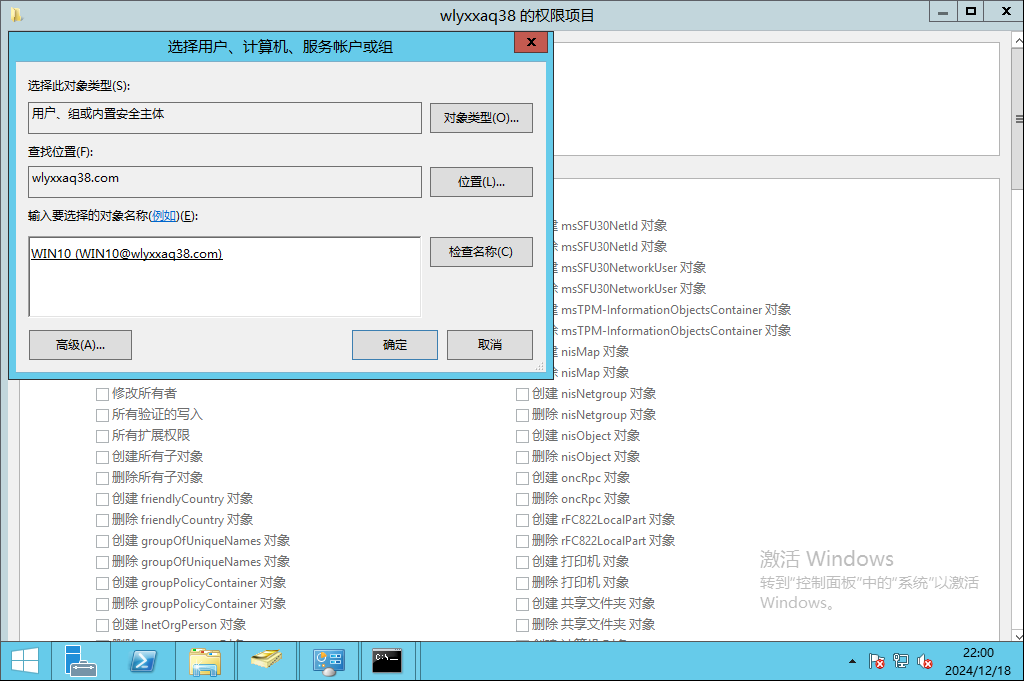 wlyxxaq38 的权限项目
选择用户、计算机、服务帐户或组
选择此对象类型(S):
用户、组或内置安全主体
对象类型(O)...
查找位置(F):
wlyxxaq38.com
位置(L)...
输入要选择的对象名称(例如)(E):
WIN10 (WIN10@wlyxxaq38.com)
检查名称(C)
高级(A)...
确定
取消
msSFU30NetId 对象
msSFU30NetId 对象
msSFU30NetworkUser 对象
msSFU30NetworkUser 对象
msTPM-InformationObjectsContainer 对象
msTPM-InformationObjectsContainer 对象
nisMap 对象
nisMap 对象
修改所有者
创建 nisNetgroup 对象
所有验证的写入
删除 nisNetgroup 对象
所有扩展权限
创建 nisObject 对象
创建所有子对象
删除 nisObject 对象
删除所有子对象
创建 oncRpc 对象
创建 friendlyCountry 对象
删除 oncRpc 对象
删除 friendlyCountry 对象
创建 rFC822LocalPart 对象
创建 groupOfUniqueNames 对象
删除 rFC822LocalPart 对象
删除 groupOfUniqueNames 对象
创建 打印机 对象
创建 groupPolicyContainer 对象
删除 打印机 对象
删除 groupPolicyContainer 对象
创建 共享文件夹 对象
创建 InetOrgPerson 对象
删除 共享文件夹 对象
激活 Windows
转到"控制面板"中的"系统"以激活
Windows。
C:\_
22:00
2024/12/18